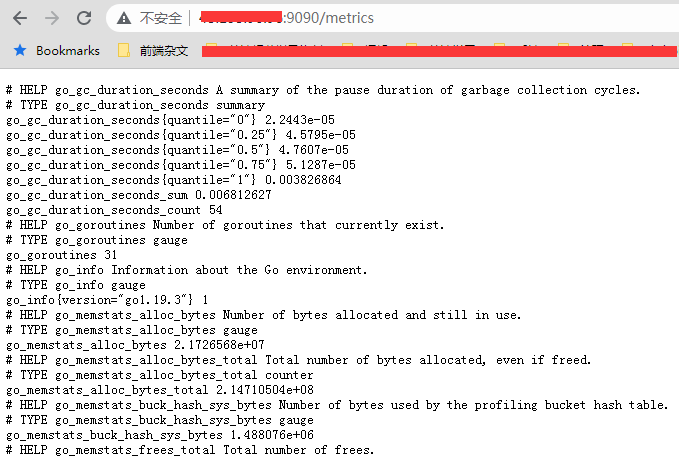 不安全 :9090/metrics
Bookmarks 前端杂文
# HELP go_gc_duration_seconds A summary of the pause duration of garbage collection cycles.
# TYPE go_gc_duration_seconds summary
go_gc_duration_seconds{quantile="0"} 2.2443e-05
go_gc_duration_seconds{quantile="0.25"} 4.5795e-05
go_gc_duration_seconds{quantile="0.5"} 4.7607e-05
go_gc_duration_seconds{quantile="0.75"} 5.1287e-05
go_gc_duration_seconds{quantile="1"} 0.003826864
go_gc_duration_seconds_sum 0.006812627
go_gc_duration_seconds_count 54
# HELP go_goroutines Number of goroutines that currently exist.
# TYPE go_goroutines gauge
go_goroutines 31
# HELP go_info Information about the Go environment.
# TYPE go_info gauge
go_info{version="go1.19.3"} 1
# HELP go_memstats_alloc_bytes Number of bytes allocated and still in use.
# TYPE go_memstats_alloc_bytes gauge
go_memstats_alloc_bytes 2.1726568e+07
# HELP go_memstats_alloc_bytes_total Total number of bytes allocated, even if freed.
# TYPE go_memstats_alloc_bytes_total counter
go_memstats_alloc_bytes_total 2.14710504e+08
# HELP go_memstats_buck_hash_sys_bytes Number of bytes used by the profiling bucket hash table.
# TYPE go_memstats_buck_hash_sys_bytes gauge
go_memstats_buck_hash_sys_bytes 1.488076e+06
# HELP go_memstats_frees_total Total number of frees.